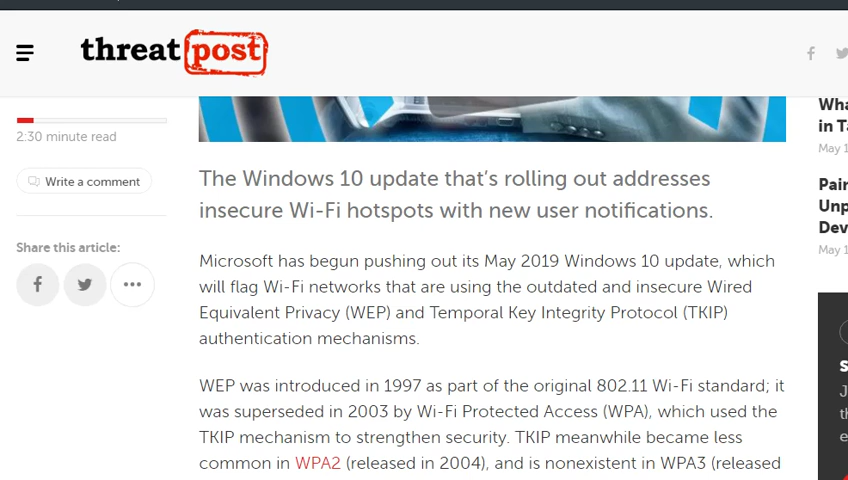 threatpost
2:30 minute read
Write a comment
Share this article:
The Windows 10 update that's rolling out addresses
insecure Wi-Fi hotspots with new user notifications.
Microsoft has begun pushing out its May 2019 Windows 10 update, which
will flag Wi-Fi networks that are using the outdated and insecure Wired
Equivalent Privacy (WEP) and Temporal Key Integrity Protocol (TKIP)
authentication mechanisms.
WEP was introduced in 1997 as part of the original 802.11 Wi-Fi standard; it
was superseded in 2003 by Wi-Fi Protected Access (WPA), which used the
TKIP mechanism to strengthen security. TKIP meanwhile became less
common in WPA2 (released in 2004), and is nonexistent in WPA3 (released
in T
May 1
May 1